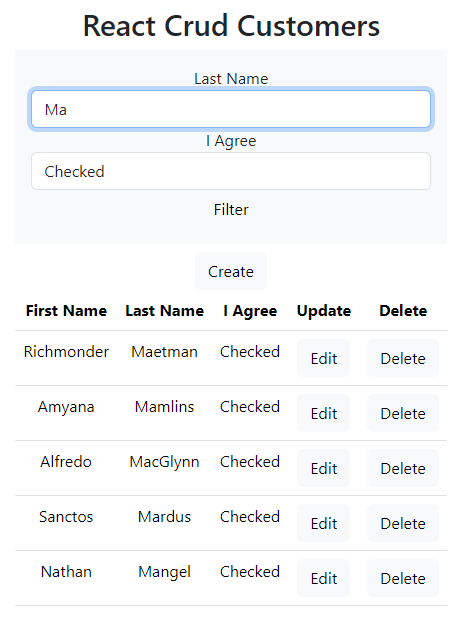 React Crud Customers
Last Name
Ma
I Agree
Checked
Filter
Create
First Name Last Name I Agree Update Delete
Richmonder Maetman Checked Edit Delete
Amyana Mamlins Checked Edit Delete
Alfredo MacGlynn Checked Edit Delete
Sanctos Mardus Checked Edit Delete
Nathan Mangel Checked Edit Delete